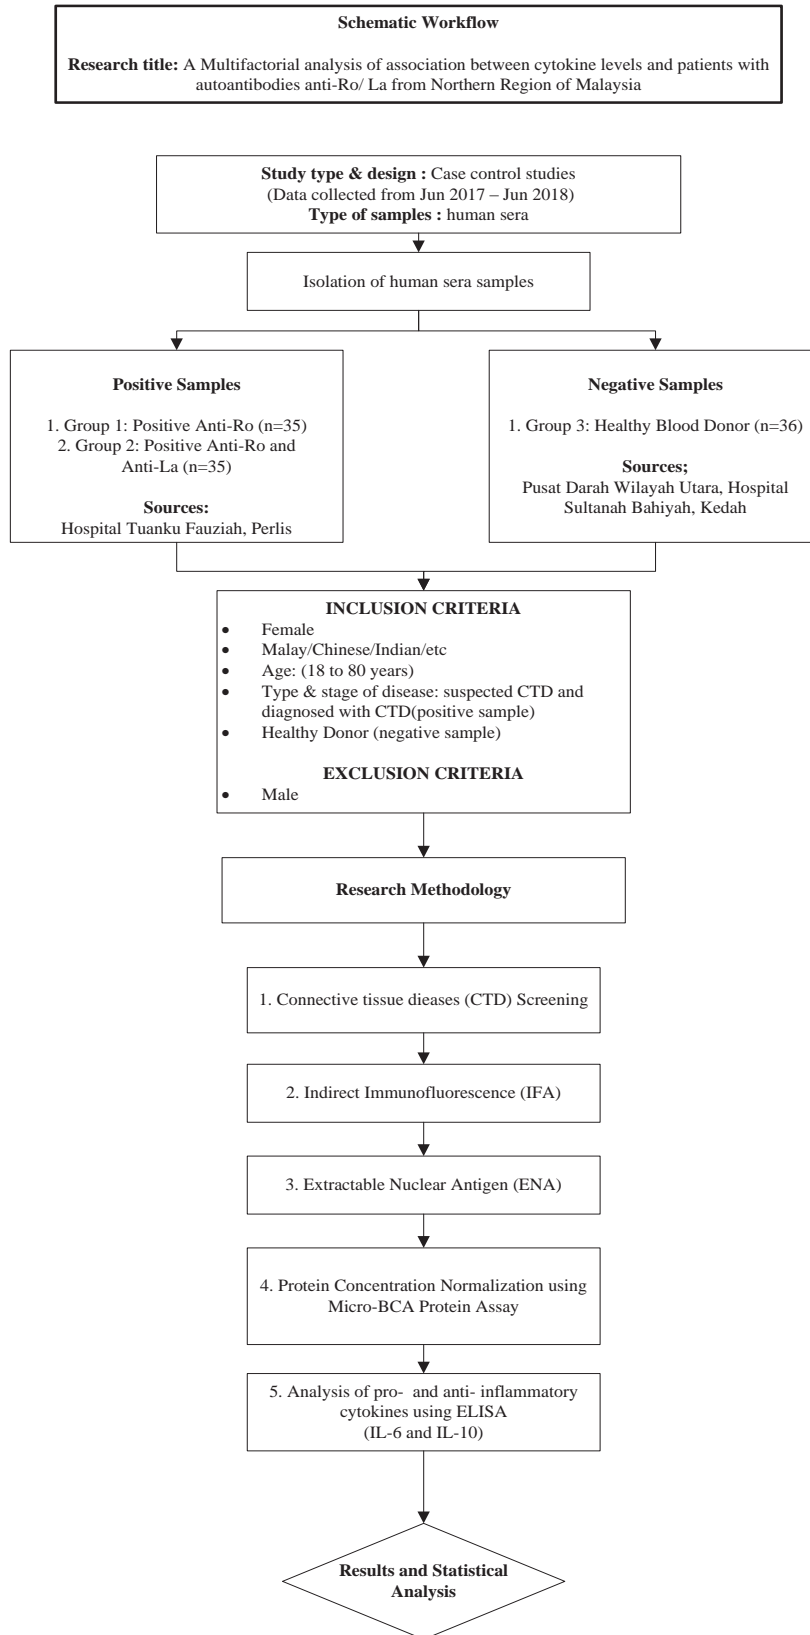 Schematic Workflow
Research title: A Multifactorial analysis of association between cytokine levels and patients with
autoantibodies anti-Ro/ La from Northern Region of Malaysia
Study type & design : Case control studies
(Data collected from Jun 2017 – Jun 2018)
Type of samples : human sera
Isolation of human sera samples
Positive Samples
1. Group 1: Positive Anti-Ro (n=35)
2. Group 2: Positive Anti-Ro and
Anti-La (n=35)
Sources:
Hospital Tuanku Fauziah, Perlis
Negative Samples
1. Group 3: Healthy Blood Donor (n=36)
Sources;
Pusat Darah Wilayah Utara, Hospital
Sultanah Bahiyah, Kedah
INCLUSION CRITERIA
• Female
• Malay/Chinese/Indian/etc
• Age: (18 to 80 years)
• Type & stage of disease: suspected CTD and
diagnosed with CTD(positive sample)
• Healthy Donor (negative sample)
EXCLUSION CRITERIA
• Male
Research Methodology
1. Connective tissue dieases (CTD) Screening
2. Indirect Immunofluorescence (IFA)
3. Extractable Nuclear Antigen (ENA)
4. Protein Concentration Normalization using
Micro-BCA Protein Assay
5. Analysis of pro- and anti- inflammatory
cytokines using ELISA
(IL-6 and IL-10)
Results and Statistical
Analysis